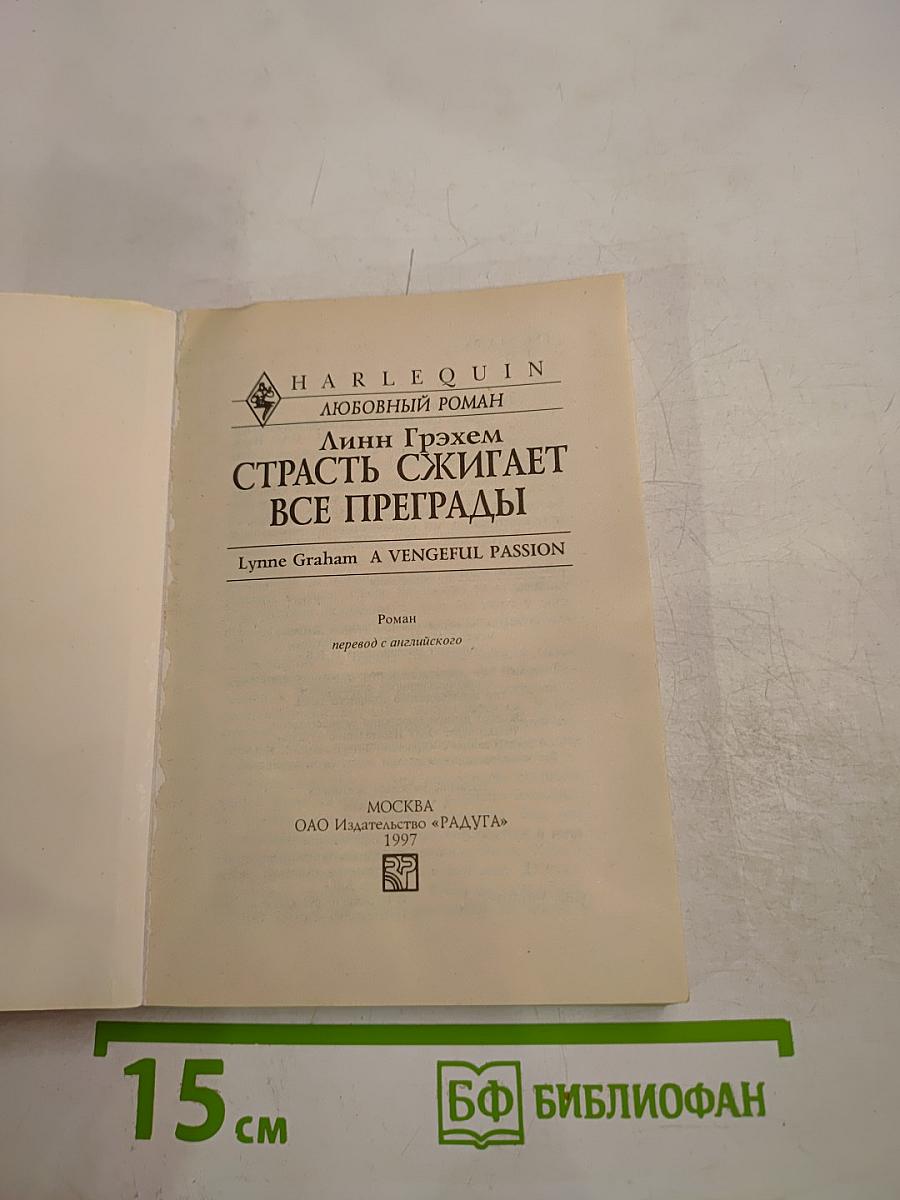 HARLEQUIN
ЛЮБОВНЫЙ РОМАН
Линн Грэхем
СТРАСТЬ СЖИГАЕТ
ВСЕ ПРЕГРАДЫ
Lynne Graham A VENGEFUL PASSION
Роман
перевод с английского
МОСКВА
ОАО Издательство «РАДУГА»
1997
15 см
БФ БИБЛИОФАН